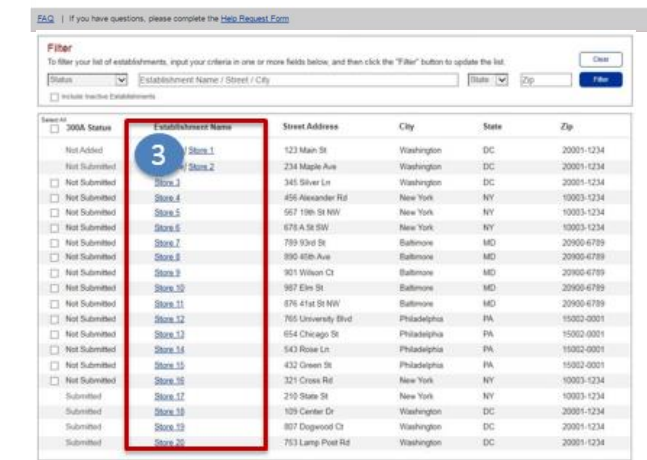 FAQ | If you have questions, please complete the Help Request Form
Filter
To filter your list of establishments, input your criteria in one or more fields below, and then click the "Filter" button to update the list.
Clear
Status Establishment Name / Street / City State Zip Filter
Include Inactive Establishments
Select All
300A Status Establishment Name Street Address City State Zip
Not Added / Store 1 123 Main St Washington DC 20001-1234
Not Submitted / Store 2 234 Maple Ave Washington DC 20001-1234
3
Not Submitted Store 3 345 Silver Ln Washington DC 20001-1234
Not Submitted Store 4 456 Alexander Rd New York NY 10003-1234
Not Submitted Store 5 567 19th St NW New York NY 10003-1234
Not Submitted Store 6 678 A St SW New York NY 10003-1234
Not Submitted Store 7 789 93rd St Baltimore MD 20900-6789
Not Submitted Store 8 890 45th Ave Baltimore MD 20900-6789
Not Submitted Store 9 901 Wilson Ct Baltimore MD 20900-6789
Not Submitted Store 10 987 Elm St Baltimore MD 20900-6789
Not Submitted Store 11 876 41st St NW Baltimore MD 20900-6789
Not Submitted Store 12 765 University Blvd Philadelphia PA 15002-0001
Not Submitted Store 13 654 Chicago St Philadelphia PA 15002-0001
Not Submitted Store 14 543 Rose Ln Philadelphia PA 15002-0001
Not Submitted Store 15 432 Green St Philadelphia PA 15002-0001
Not Submitted Store 16 321 Cross Rd New York NY 10003-1234
Submitted Store 17 210 State St New York NY 10003-1234
Submitted Store 18 109 Center Dr Washington DC 20001-1234
Submitted Store 19 807 Dogwood Ct Washington DC 20001-1234
Submitted Store 20 753 Lamp Post Rd Washington DC 20001-1234